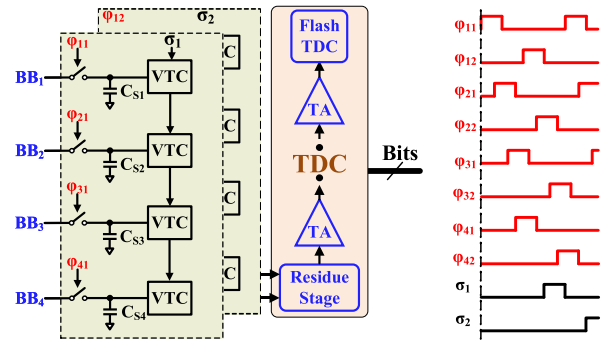 φ11
φ12
σ1
σ2
BB1
VTC
C
CS1
φ21
BB2
VTC
C
CS2
φ31
BB3
VTC
C
CS3
φ41
BB4
VTC
C
CS4
Flash
TDC
TA
TDC
TA
Residue
Stage
Bits
φ11
φ12
φ21
φ22
φ31
φ32
φ41
φ42
σ1
σ2